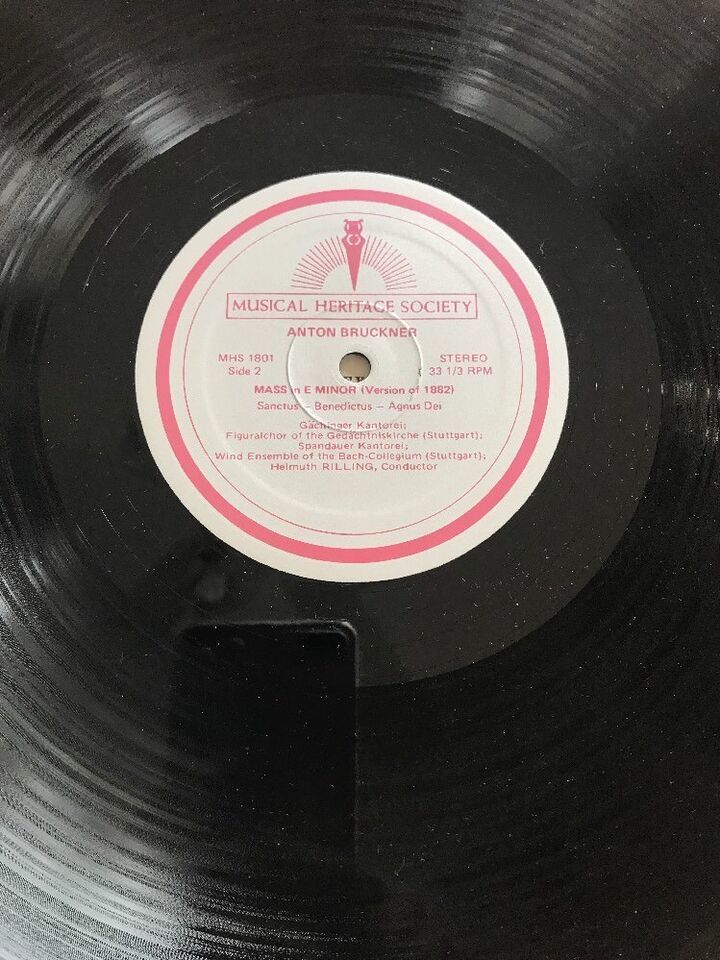 MUSICAL HERITAGE SOCIETY
ANTON BRUCKNER
MHS 1801 STEREO
Side 2 33 1/3 RPM
MASS in E MINOR (Version of 1882)
Sanctus – Benedictus – Agnus Dei
Gächinger Kantorei;
Figuralchor of the Gedächtniskirche (Stuttgart);
Spandauer Kantorei;
Wind Ensemble of the Bach-Collegium (Stuttgart);
Helmuth RILLING, Conductor